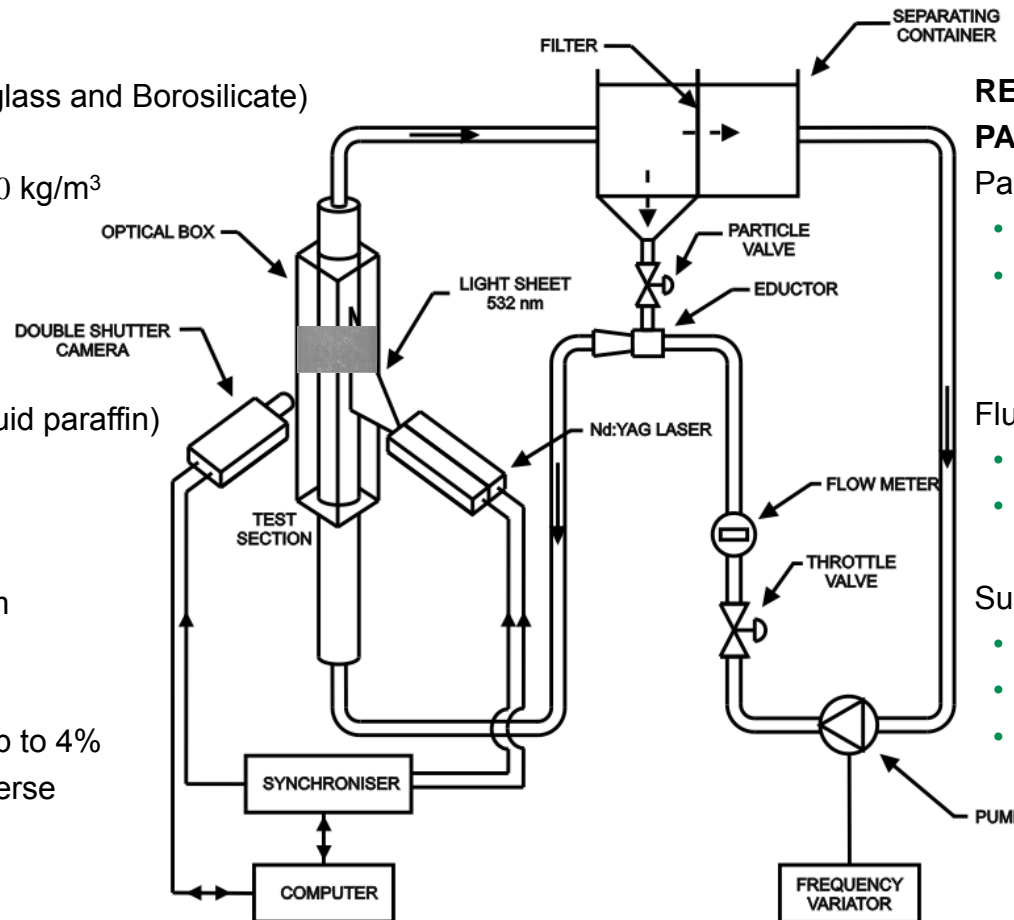 glass and Borosilicate)
kg/m³
uid paraffin)
p to 4%
erse
SEPARATING
CONTAINER
FILTER
OPTICAL BOX
PARTICLE
VALVE
LIGHT SHEET
532 nm
EDUCTOR
DOUBLE SHUTTER
CAMERA
Nd:YAG LASER
FLOW METER
TEST
SECTION
THROTTLE
VALVE
SYNCHRONISER
COMPUTER
FREQUENCY
VARIATOR
PUM
RE
PA
Pa
Flu
Su